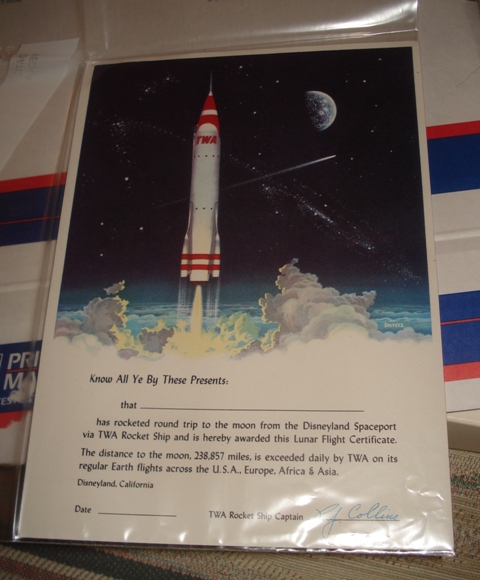 TWA
PRI
M
Know All Ye By These Presents:
that
has rocketed round trip to the moon from the Disneyland Spaceport
via TWA Rocket Ship and is hereby awarded this Lunar Flight Certificate.
The distance to the moon, 238,857 miles, is exceeded daily by TWA on its
regular Earth flights across the U.S.A., Europe, Africa & Asia.
Disneyland, California
Date
TWA Rocket Ship Captain
Collins